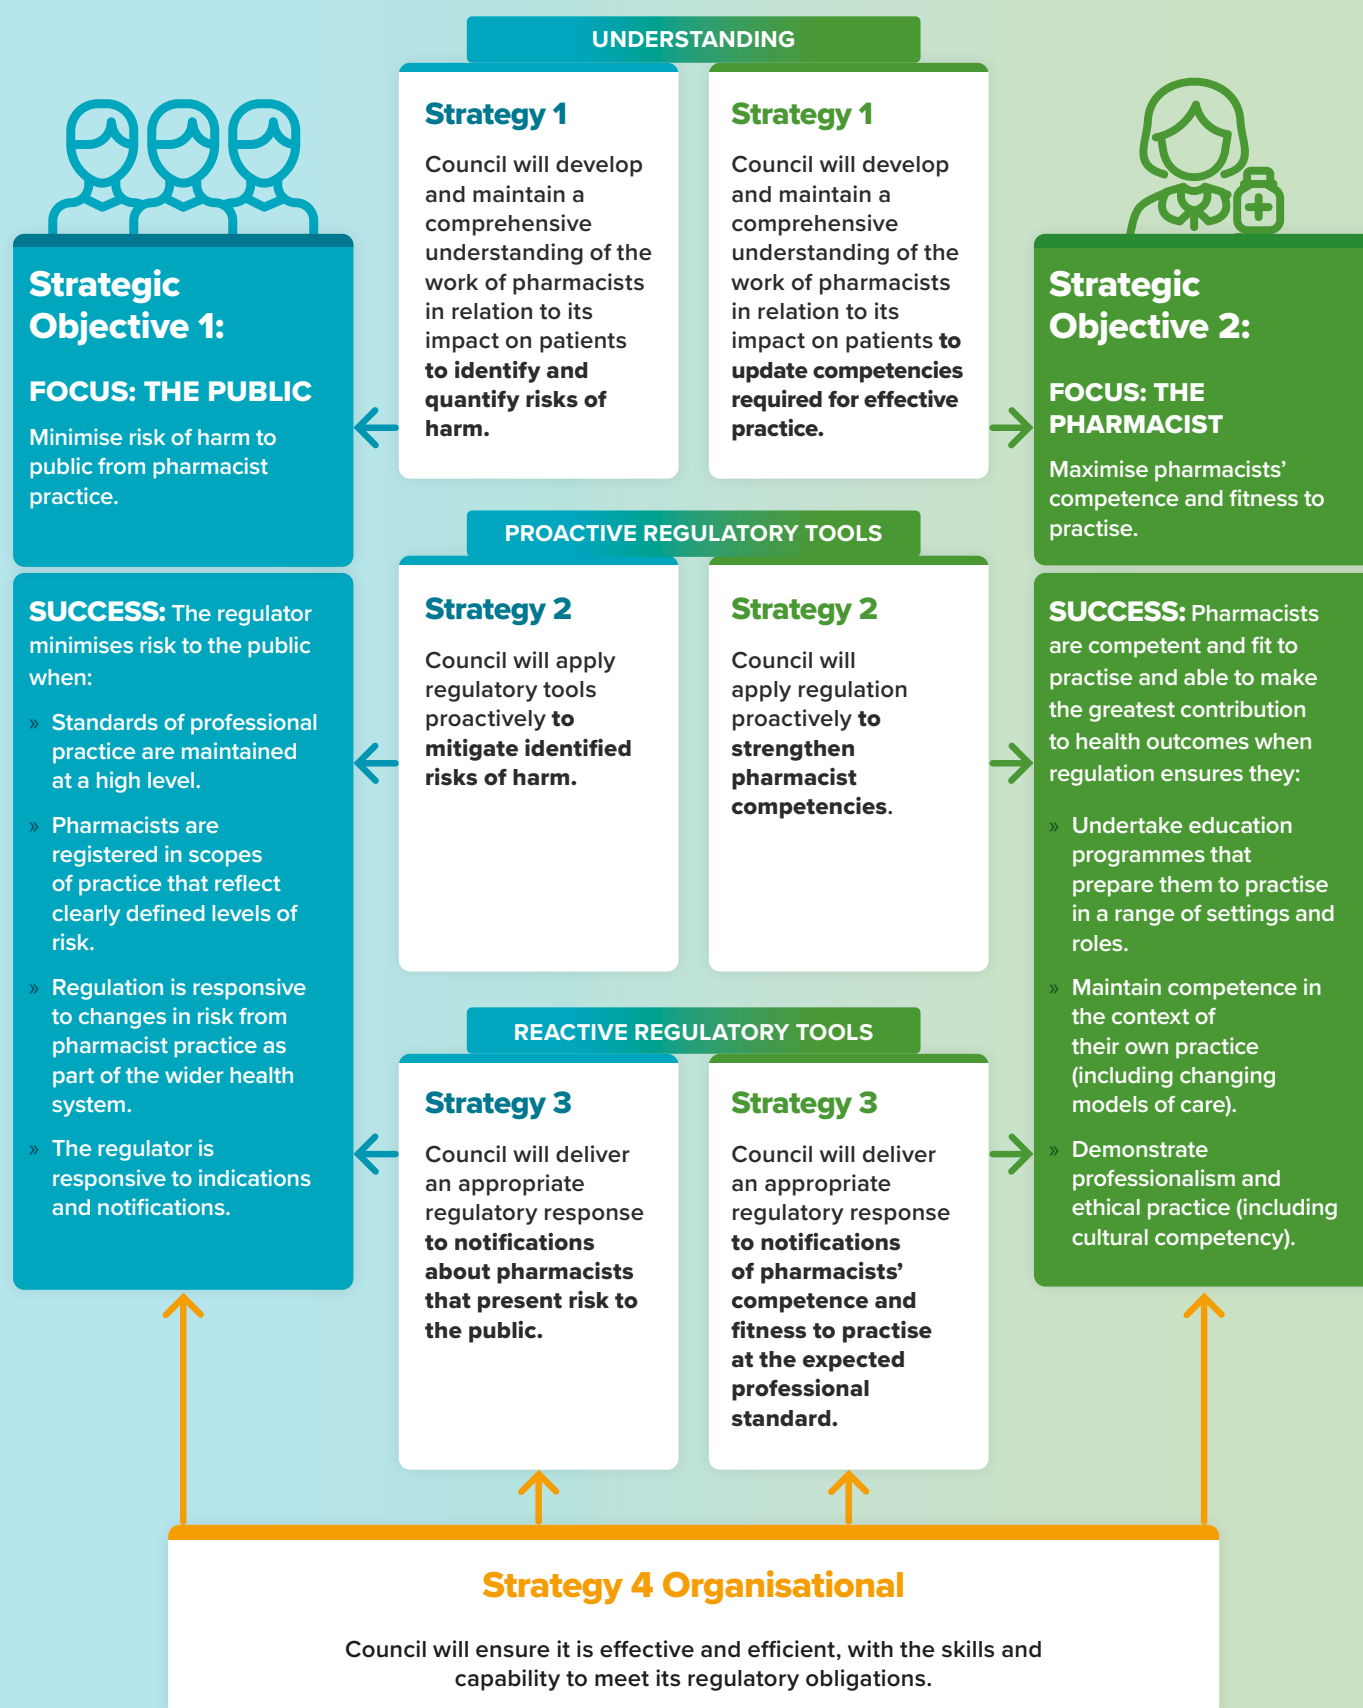 UNDERSTANDING
Strategic
Objective 1:
FOCUS: THE PUBLIC
Minimise risk of harm to
public from pharmacist
practice.
SUCCESS: The regulator
minimises risk to the public
when:
» Standards of professional
practice are maintained
at a high level.
» Pharmacists are
registered in scopes
of practice that reflect
clearly defined levels of
risk.
» Regulation is responsive
to changes in risk from
pharmacist practice as
part of the wider health
system.
» The regulator is
responsive to indications
and notifications.
Strategy 1
Council will develop
and maintain a
comprehensive
understanding of the
work of pharmacists
in relation to its
impact on patients
to identify and
quantify risks of
harm.
Strategy 1
Council will develop
and maintain a
comprehensive
understanding of the
work of pharmacists
in relation to its
impact on patients to
update competencies
required for effective
practice.
PROACTIVE REGULATORY TOOLS
Strategy 2
Council will apply
regulatory tools
proactively to
mitigate identified
risks of harm.
Strategy 2
Council will
apply regulation
proactively to
strengthen
pharmacist
competencies.
REACTIVE REGULATORY TOOLS
Strategy 3
Council will deliver
an appropriate
regulatory response
to notifications
about pharmacists
that present risk to
the public.
Strategy 3
Council will deliver
an appropriate
regulatory response
to notifications
of pharmacists’
competence and
fitness to practise
at the expected
professional
standard.
Strategic
Objective 2:
FOCUS: THE
PHARMACIST
Maximise pharmacists’
competence and fitness to
practise.
SUCCESS: Pharmacists
are competent and fit to
practise and able to make
the greatest contribution
to health outcomes when
regulation ensures they:
» Undertake education
programmes that
prepare them to practise
in a range of settings and
roles.
» Maintain competence in
the context of
their own practice
(including changing
models of care).
» Demonstrate
professionalism and
ethical practice (including
cultural competency).
Strategy 4 Organisational
Council will ensure it is effective and efficient, with the skills and
capability to meet its regulatory obligations.